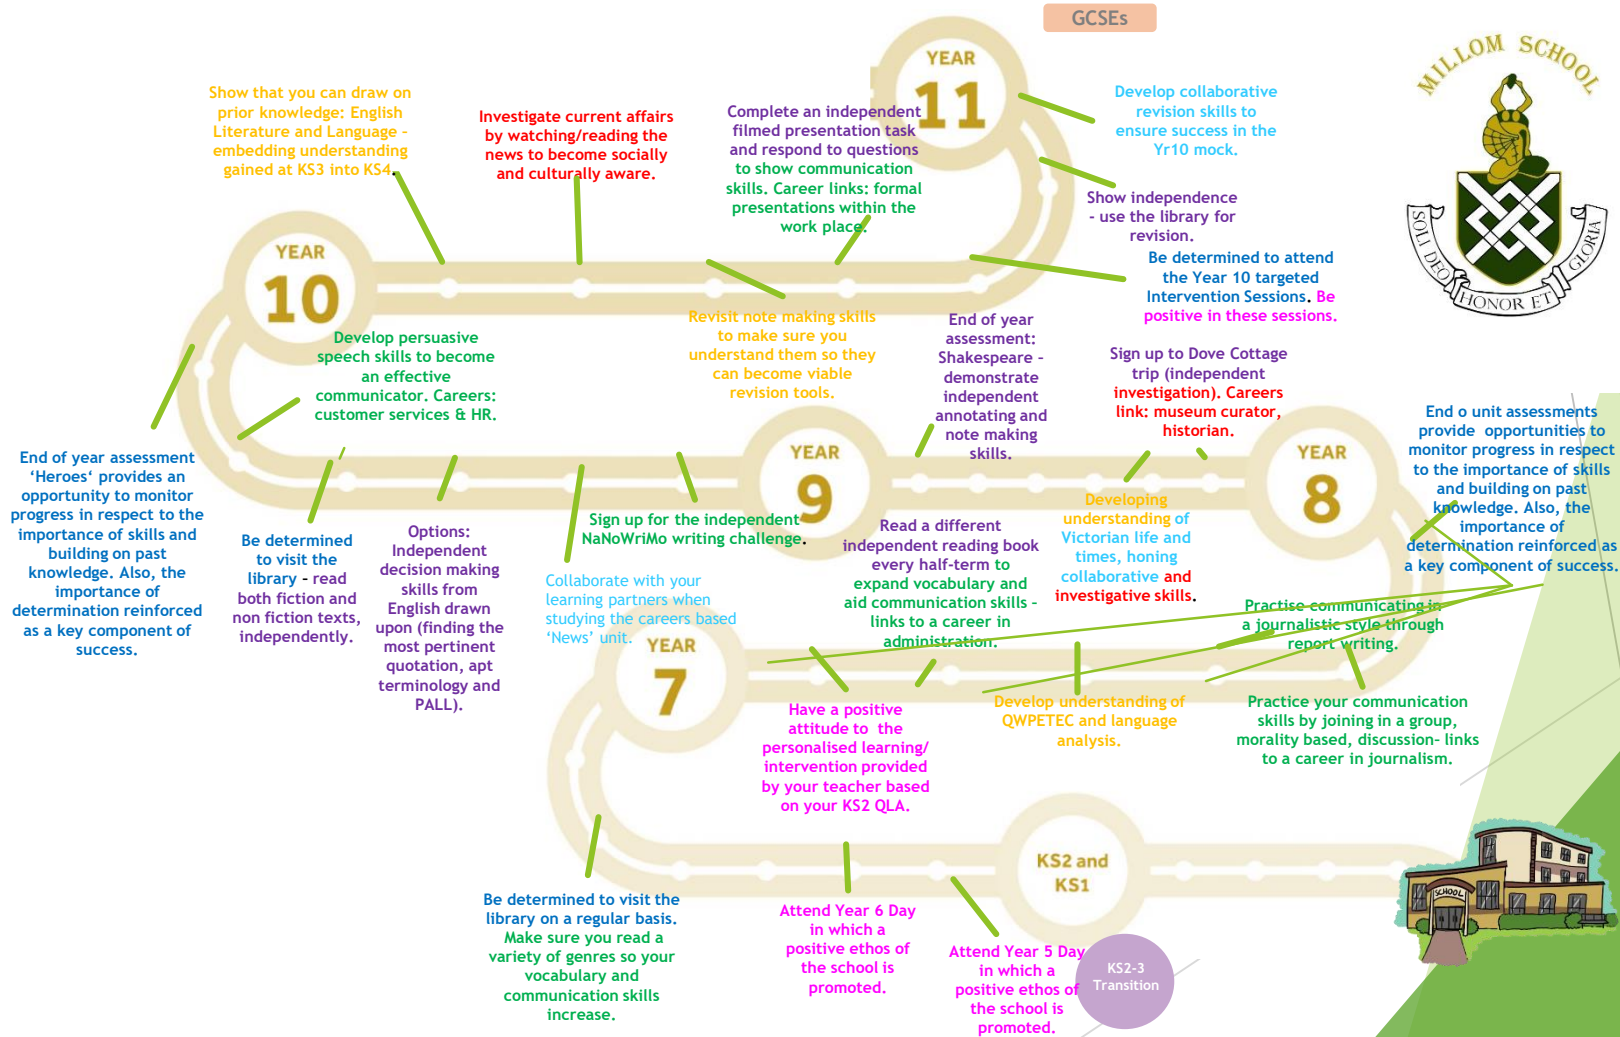 GCSEs
MILLOM SCHOOL
SOLI DEO
HONOR ET
GLORIA
YEAR
11
Show that you can draw on
prior knowledge: English
Literature and Language –
embedding understanding
gained at KS3 into KS4.
Investigate current affairs
by watching/reading the
news to become socially
and culturally aware.
Complete an independent
filmed presentation task
and respond to questions
to show communication
skills. Career links: formal
presentations within the
work place.
Develop collaborative
revision skills to
ensure success in the
Yr10 mock.
Show independence
- use the library for
revision.
Be determined to attend
the Year 10 targeted
Intervention Sessions. Be
positive in these sessions.
YEAR
10
Develop persuasive
speech skills to become
an effective
communicator. Careers:
customer services & HR.
Revisit note making skills
to make sure you
understand them so they
can become viable
revision tools.
End of year
assessment:
Shakespeare –
demonstrate
independent
annotating and
note making
skills.
Sign up to Dove Cottage
trip (independent
investigation). Careers
link: museum curator,
historian.
End o unit assessments
provide opportunities to
monitor progress in respect
to the importance of skills
and building on past
knowledge. Also, the
importance of
determination reinforced as
a key component of success.
End of year assessment
‘Heroes‘ provides an
opportunity to monitor
progress in respect to the
importance of skills and
building on past
knowledge. Also, the
importance of
determination reinforced
as a key component of
success.
Be determined
to visit the
library – read
both fiction and
non fiction texts,
independently.
Options:
Independent
decision making
skills from
English drawn
upon (finding the
most pertinent
quotation, apt
terminology and
PALL).
Collaborate with your
learning partners when
studying the careers based
‘News’ unit.
Sign up for the independent
NaNoWriMo writing challenge.
YEAR
9
Read a different
independent reading book
every half-term to
expand vocabulary and
aid communication skills –
links to a career in
administration.
Developing
understanding of
Victorian life and
times, honing
collaborative and
investigative skills.
YEAR
8
Practise communicating in
a journalistic style through
report writing.
YEAR
7
Have a positive
attitude to the
personalised learning/
intervention provided
by your teacher based
on your KS2 QLA.
Develop understanding of
QWPETEC and language
analysis.
Practice your communication
skills by joining in a group,
morality based, discussion- links
to a career in journalism.
Be determined to visit the
library on a regular basis.
Make sure you read a
variety of genres so your
vocabulary and
communication skills
increase.
Attend Year 6 Day
in which a
positive ethos of
the school is
promoted.
Attend Year 5 Day
in which a
positive ethos of
the school is
promoted.
KS2 and
KS1
KS2-3
Transition
SCHOOL